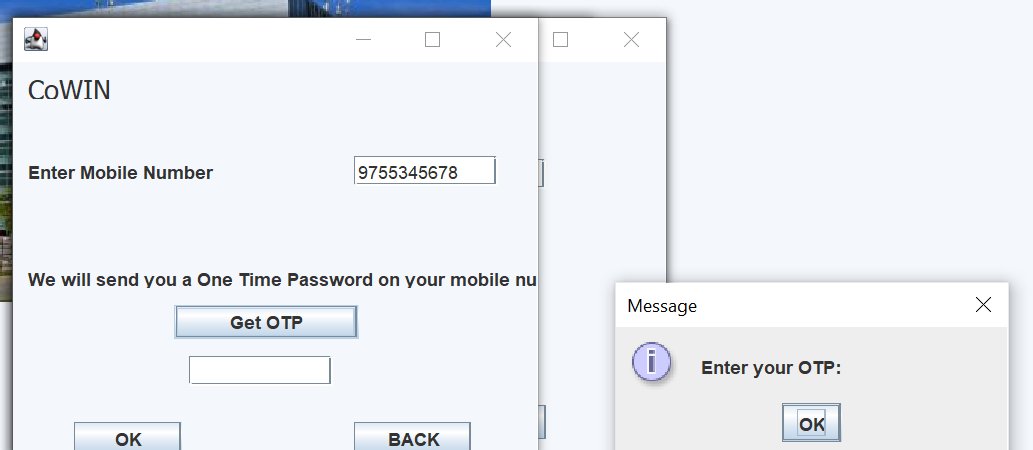 CoWIN
Enter Mobile Number
9755345678
We will send you a One Time Password on your mobile nu
Get OTP
OK
BACK
Message
Enter your OTP:
OK